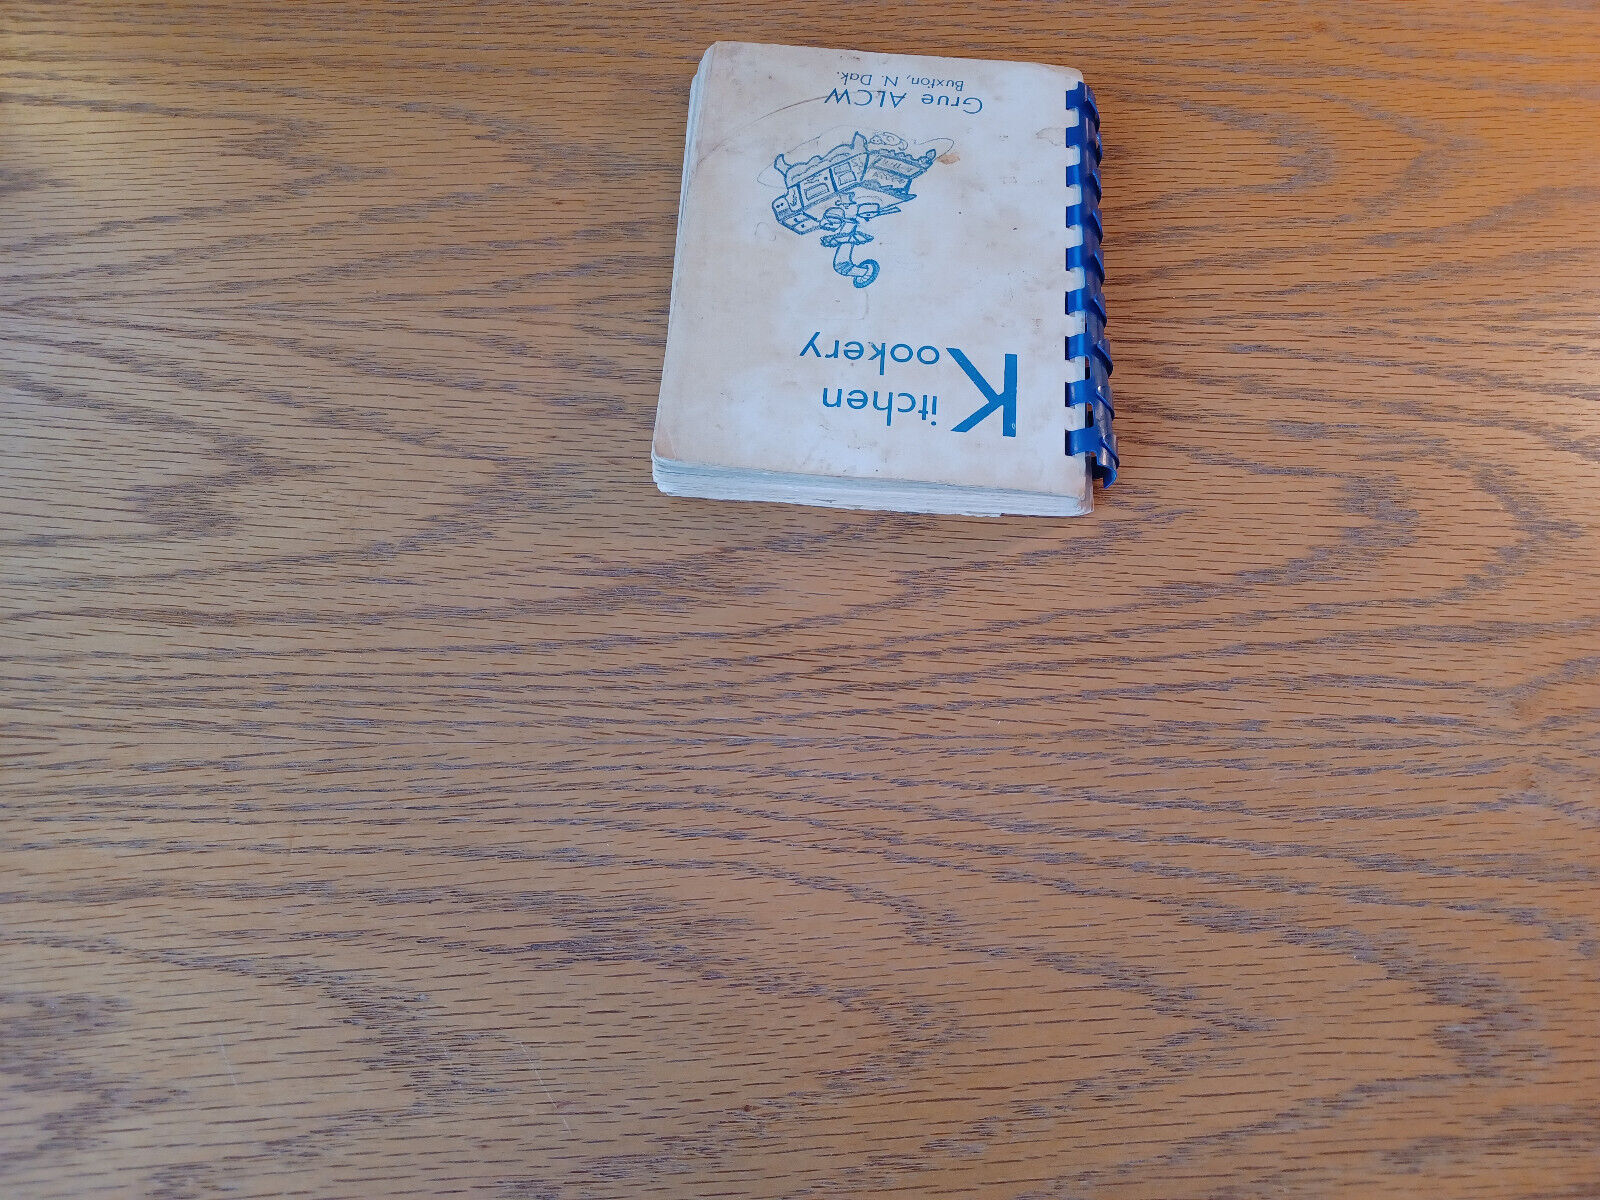 Kitchen
Kookery
Grue ALCW
Buxton, N. Dak.